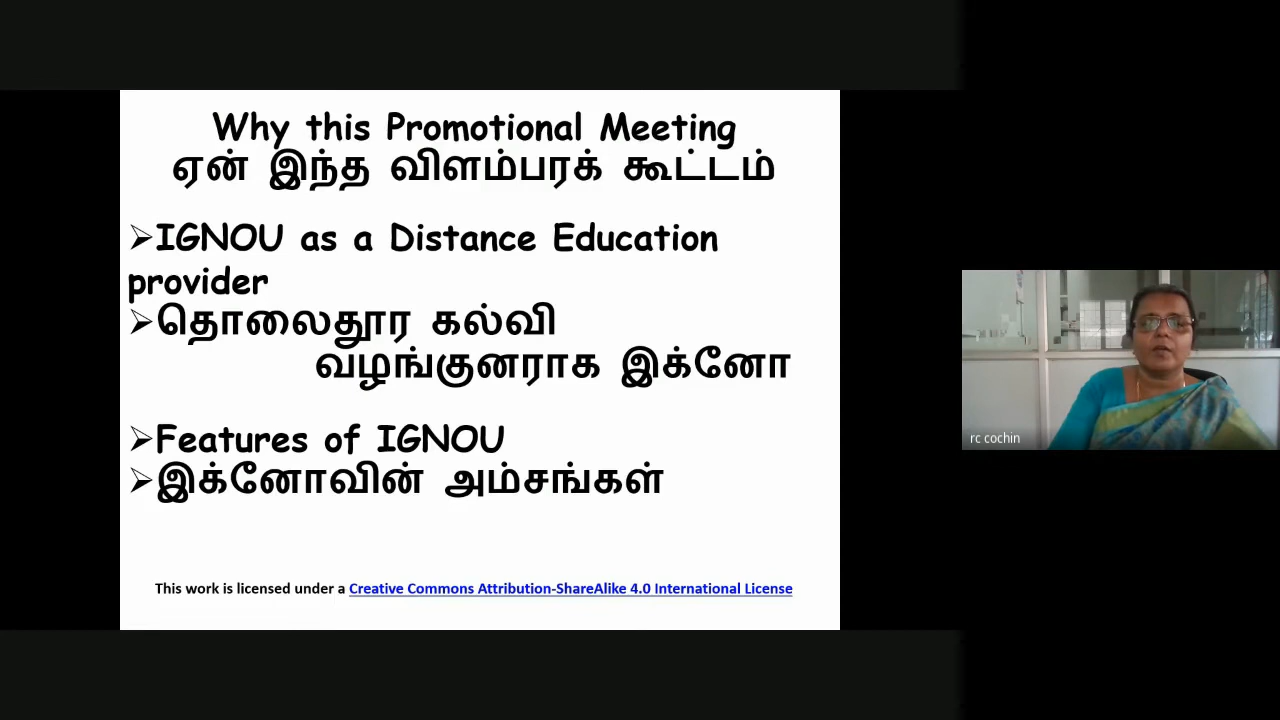 Why this Promotional Meeting
ஏன் இந்த விளம்பரக் கூட்டம்
➢IGNOU as a Distance Education
provider
➢தொலைதூர கல்வி
வழங்குனராக இக்னோ
➢Features of IGNOU
➢இக்னோவின் அம்சங்கள்
This work is licensed under a Creative Commons Attribution-ShareAlike 4.0 International License
rc cochin